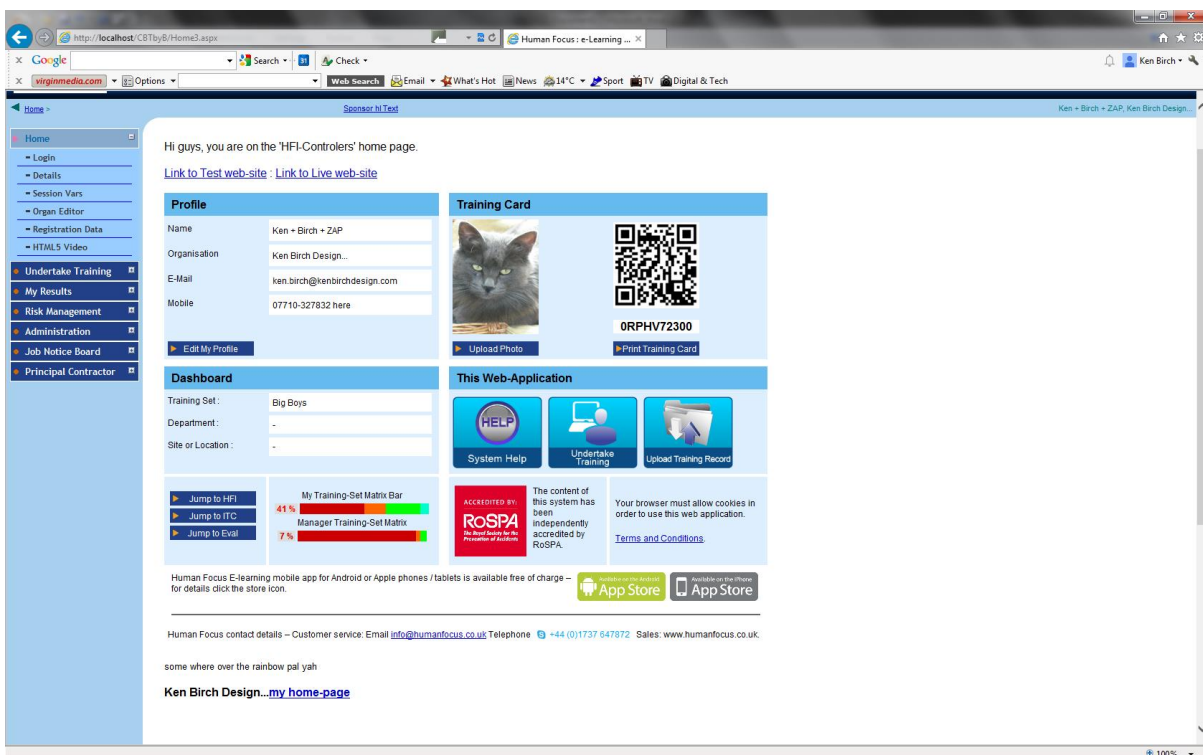 http://localhost/CBTbyB/Home3.aspx
Human Focus : e-Learning ...
x Google Search 31 Check Ken Birch
x virginmedia.com Options Web Search Email What's Hot News 14°C Sport TV Digital & Tech
Home > Sponsor hl Text Ken + Birch + ZAP, Ken Birch Design...
Home
Login
Details
Session Vars
Organ Editor
Registration Data
HTML5 Video
Undertake Training
My Results
Risk Management
Administration
Job Notice Board
Principal Contractor
Hi guys, you are on the 'HFI-Controlers' home page.
Link to Test web-site : Link to Live web-site
Profile
Name Ken + Birch + ZAP
Organisation Ken Birch Design...
E-Mail ken.birch@kenbirchdesign.com
Mobile 07710-327832 here
Edit My Profile
Training Card
0RPHV72300
Upload Photo
Print Training Card
Dashboard
Training Set : Big Boys
Department : -
Site or Location : -
This Web-Application
HELP
System Help
Undertake
Training
Upload Training Record
Jump to HFI
Jump to ITC
Jump to Eval
My Training-Set Matrix Bar
41 %
Manager Training-Set Matrix
7 %
ACCREDITED BY:
RoSPA
The Royal Society for the
Prevention of Accidents
The content of
this system has
been
independently
accredited by
RoSPA.
Your browser must allow cookies in
order to use this web application.
Terms and Conditions.
Human Focus E-learning mobile app for Android or Apple phones / tablets is available free of charge –
for details click the store icon.
Available on the Android
App Store
Available on the iPhone
App Store
Human Focus contact details – Customer service: Email info@humanfocus.co.uk Telephone +44 (0)1737 647872 Sales: www.humanfocus.co.uk.
some where over the rainbow pal yah
Ken Birch Design...my home-page
100%